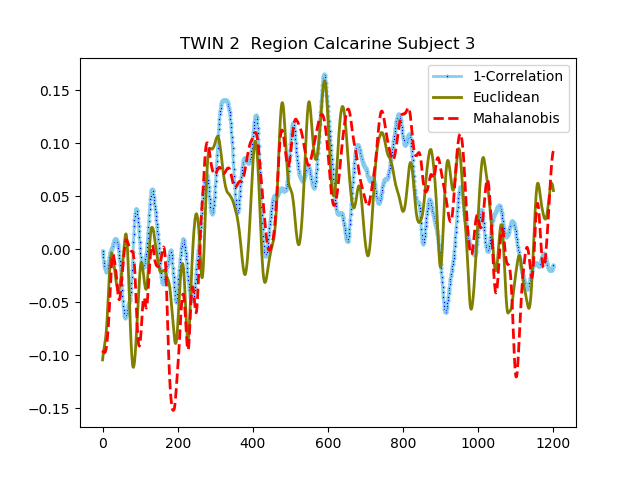 TWIN 2  Region Calcarine Subject 3
1-Correlation
Euclidean
Mahalanobis
0.15
0.10
0.05
0.00
−0.05
−0.10
−0.15
0 200 400 600 800 1000 1200